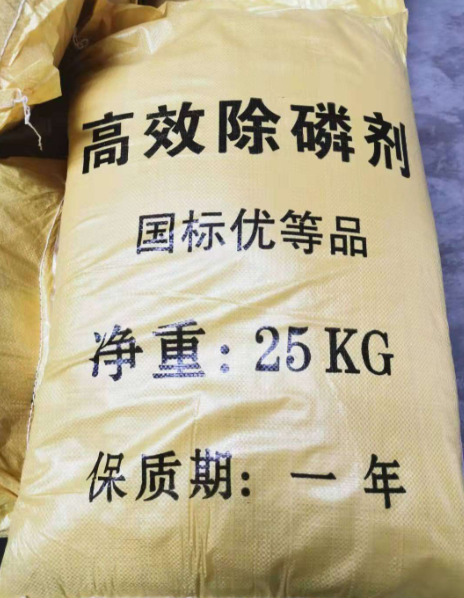 高效除磷剂
国标优等品
净重：25KG
保质期：一年